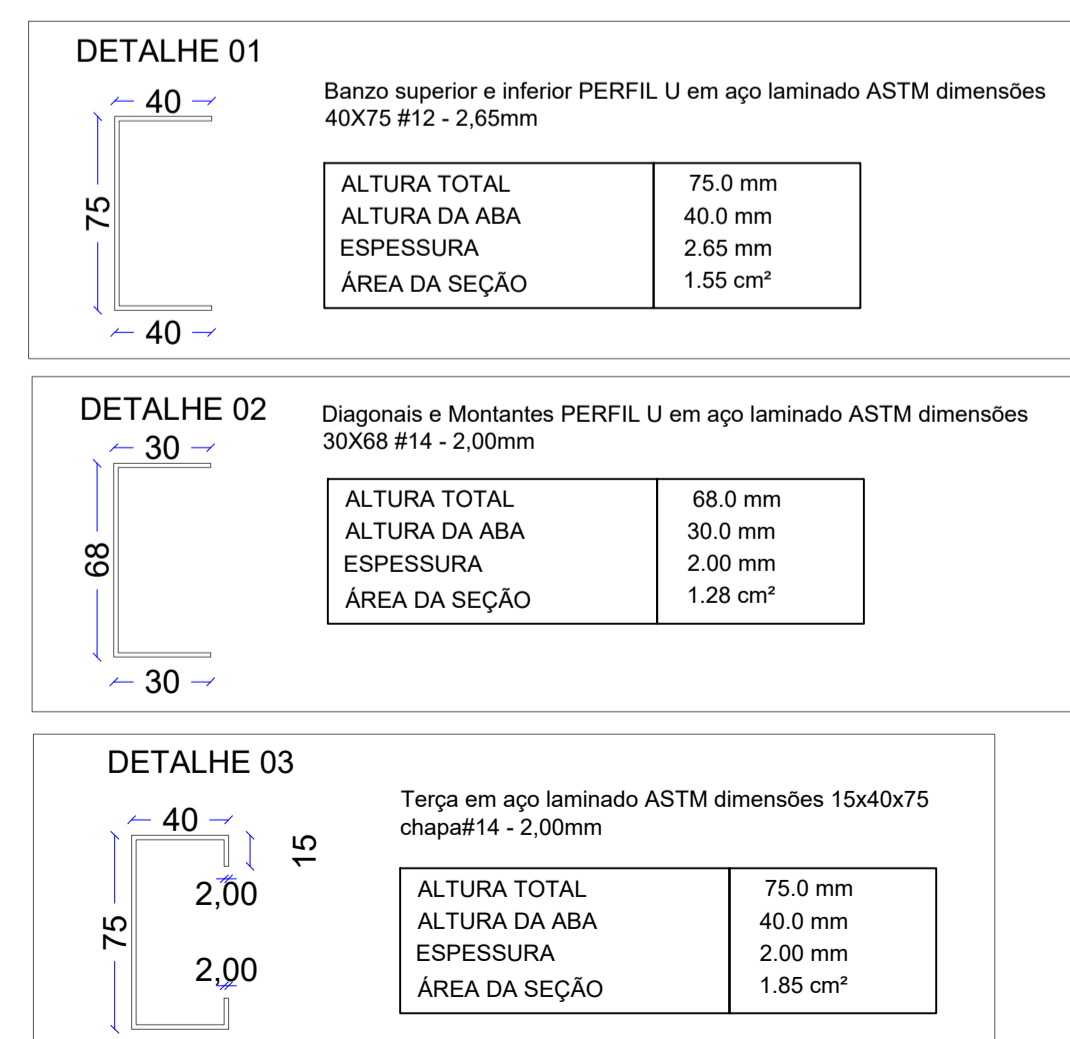 DETALHE 01
40
75
40
Banzo superior e inferior PERFIL U em aço laminado ASTM dimensões
40X75 #12 - 2,65mm
ALTURA TOTAL 75.0 mm
ALTURA DA ABA 40.0 mm
ESPESSURA 2.65 mm
ÁREA DA SEÇÃO 1.55 cm²
DETALHE 02
30
68
30
Diagonais e Montantes PERFIL U em aço laminado ASTM dimensões
30X68 #14 - 2,00mm
ALTURA TOTAL 68.0 mm
ALTURA DA ABA 30.0 mm
ESPESSURA 2.00 mm
ÁREA DA SEÇÃO 1.28 cm²
DETALHE 03
40
15
2,00
75
2,00
Terça em aço laminado ASTM dimensões 15x40x75
chapa#14 - 2,00mm
ALTURA TOTAL 75.0 mm
ALTURA DA ABA 40.0 mm
ESPESSURA 2.00 mm
ÁREA DA SEÇÃO 1.85 cm²